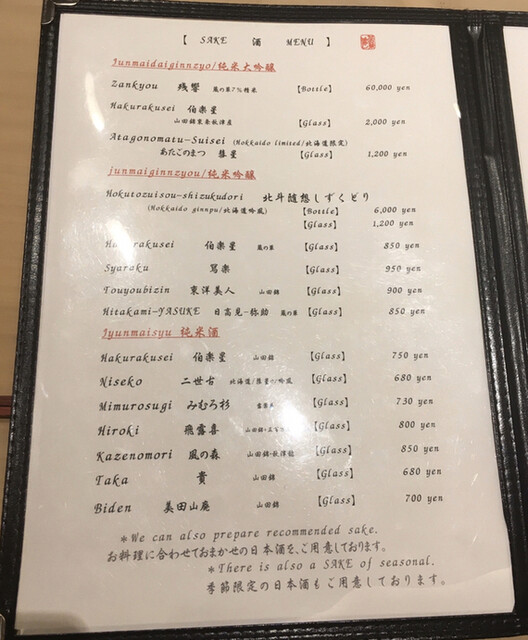 【 SAKE 酒 MENU 】
Junmaidaiginnzyo/純米大吟醸
Zankyou 残響 【Bottle】 60,000 yen
Hakurakusei 伯楽星
【Glass】 2,000 yen
Atagonomatu-Suisei (Hokkaido limited/北海道限定)
あたごのまつ 彗星 【Glass】 1,200 yen
junmaiginnzyou/純米吟醸
Hokutozuisou-shizukudori 北斗随想しずくどり
(Hokkaido ginnpu/北海道吟風) 【Bottle】 6,000 yen
【Glass】 1,200 yen
Hakurakusei 伯楽星 【Glass】 850 yen
Syaraku 冩楽 【Glass】 950 yen
Touyoubizin 東洋美人 山田錦 【Glass】 900 yen
Hitakami-YASUKE 日高見-弥助 【Glass】 850 yen
Jyunmaisyu 純米酒
Hakurakusei 伯楽星 山田錦 【Glass】 750 yen
Niseko 二世古 【Glass】 680 yen
Mimurosugi みむろ杉 【Glass】 730 yen
Hiroki 飛露喜 【Glass】 800 yen
Kazenomori 風の森 【Glass】 850 yen
Taka 貴 山田錦 【Glass】 680 yen
Biden 美田山廃 山田錦 【Glass】 700 yen
*We can also prepare recommended sake.
お料理に合わせておまかせの日本酒を、ご用意しております。
*There is also a SAKE of seasonal.
季節限定の日本酒もご用意しております。